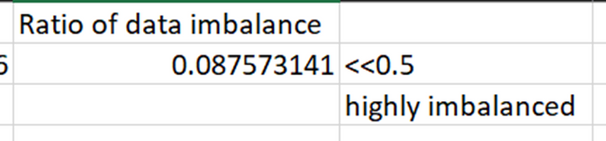 Ratio of data imbalance
0.087573141 <<0.5
highly imbalanced